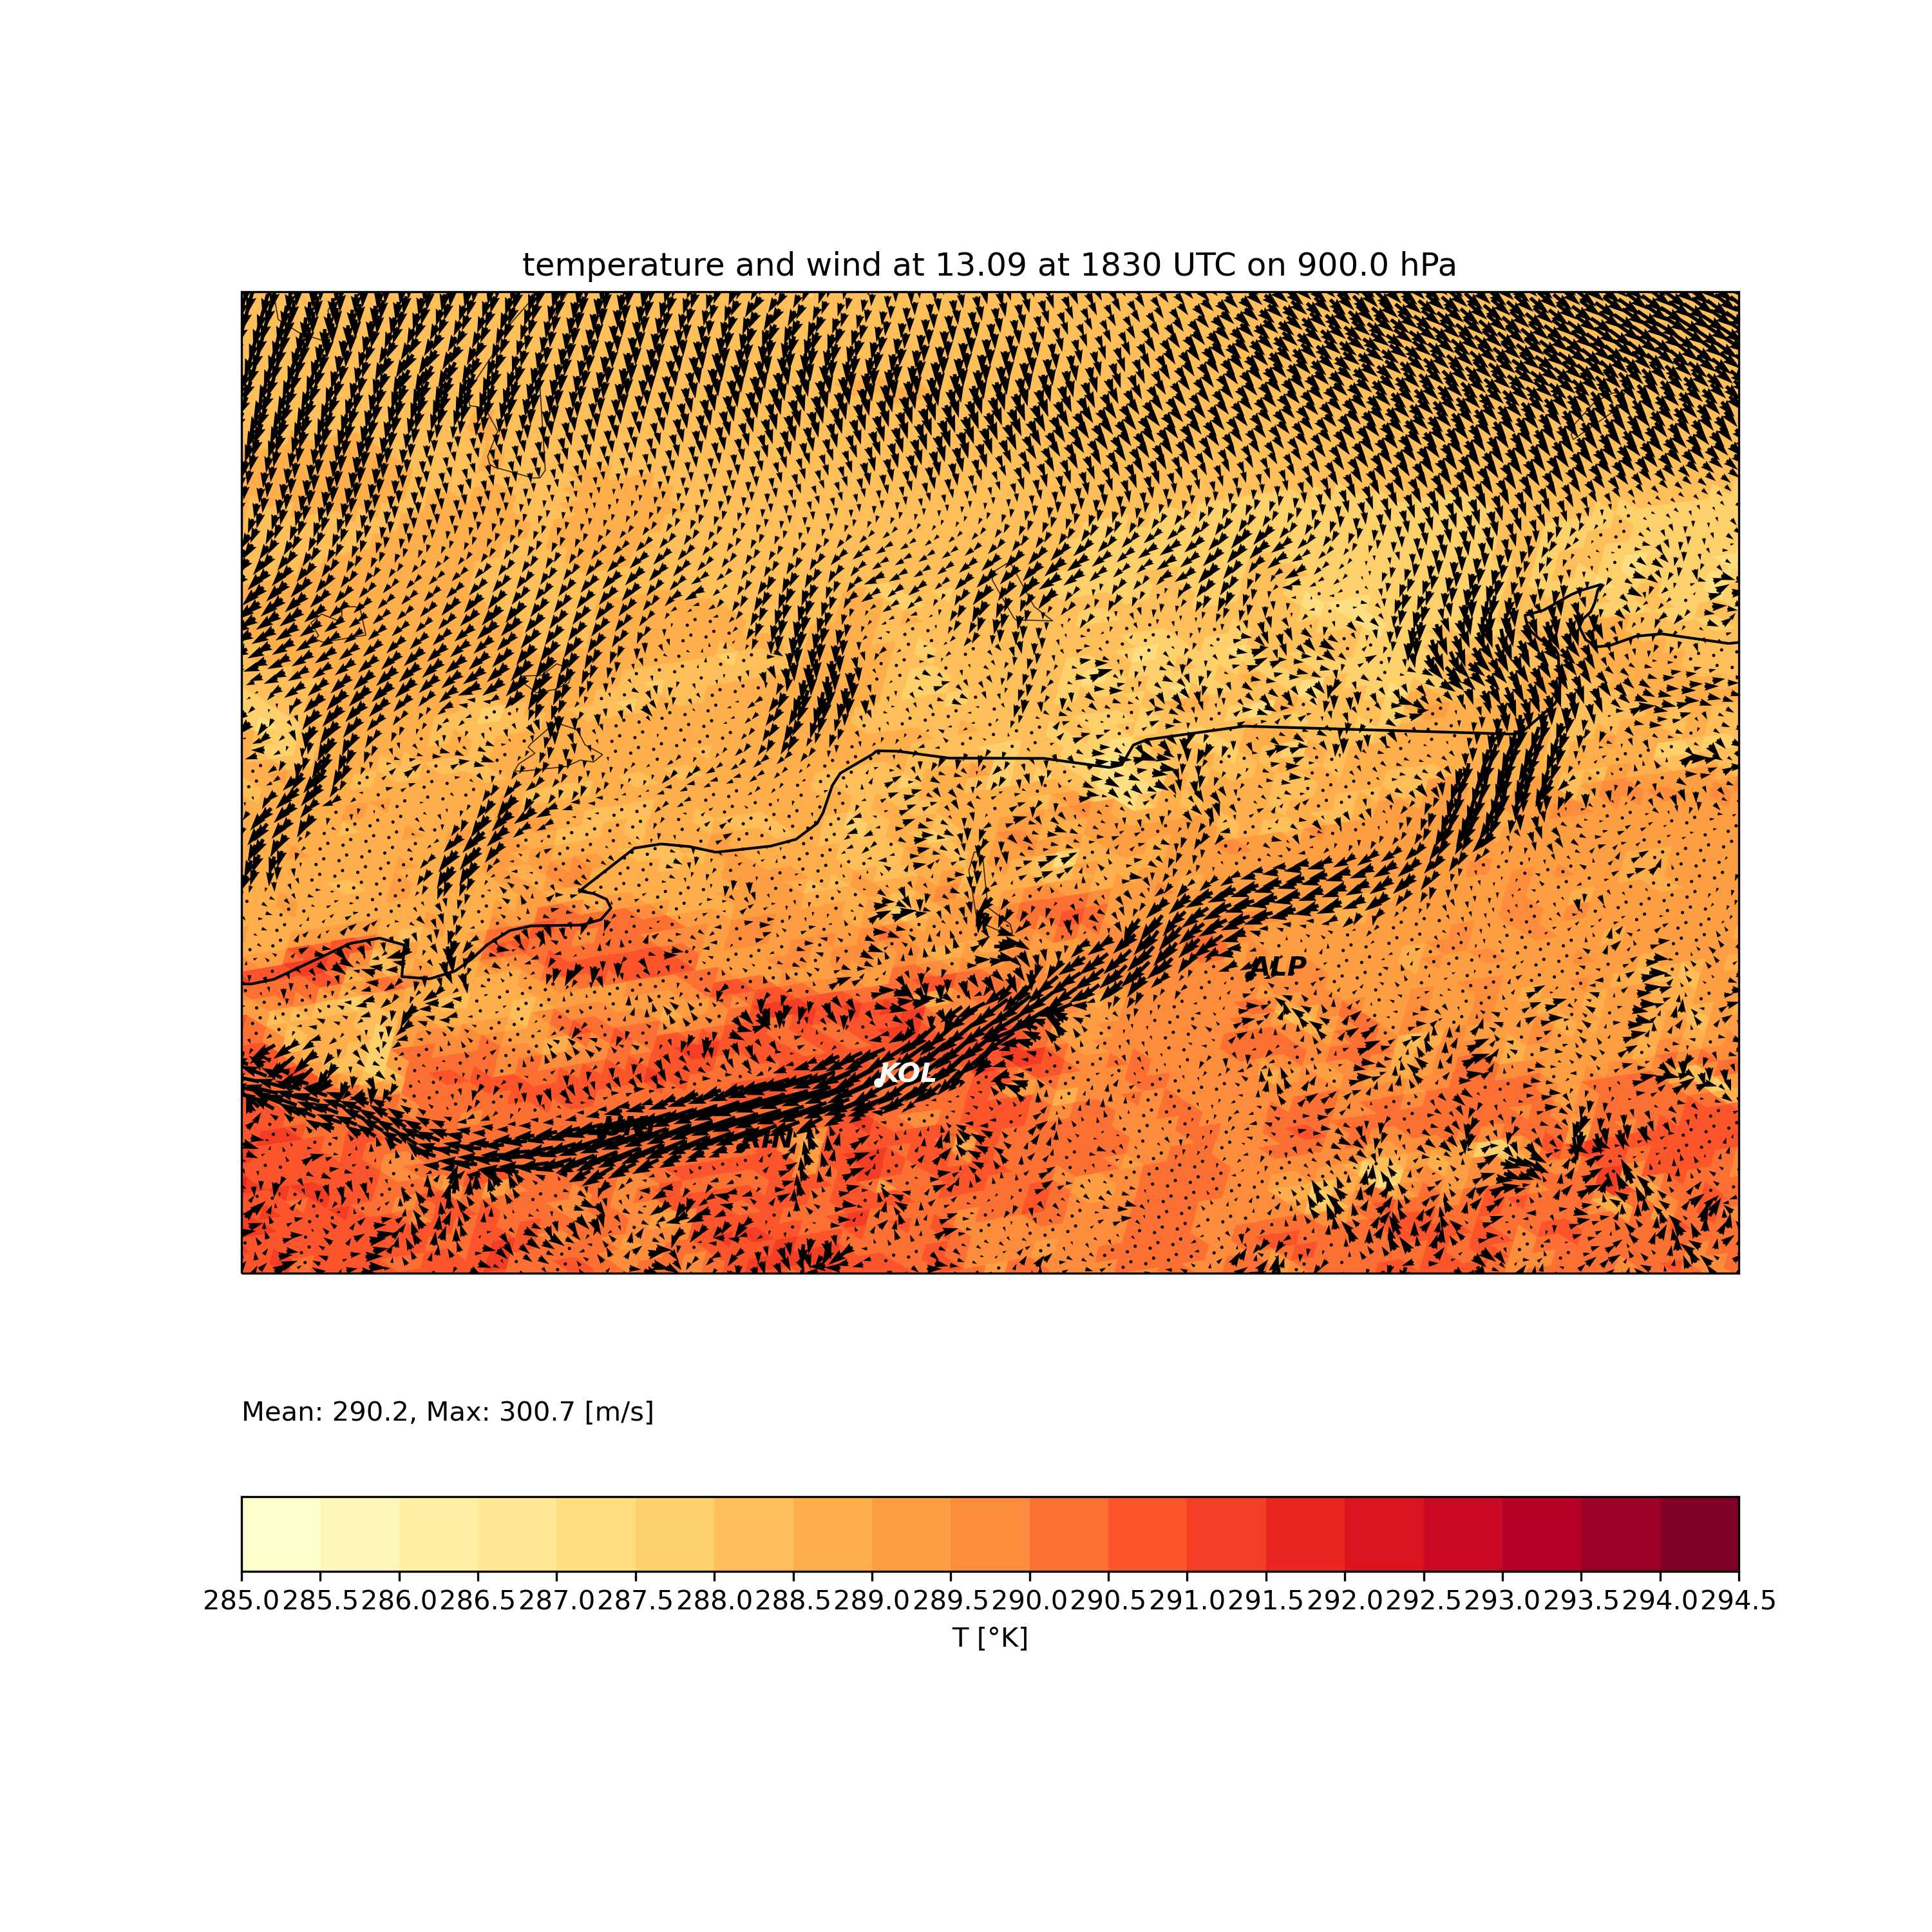 temperature and wind at 13.09 at 1830 UTC on 900.0 hPa
ALP
KOL
Mean: 290.2, Max: 300.7 [m/s]
285.0 285.5 286.0 286.5 287.0 287.5 288.0 288.5 289.0 289.5 290.0 290.5 291.0 291.5 292.0 292.5 293.0 293.5 294.0 294.5
T [°K]